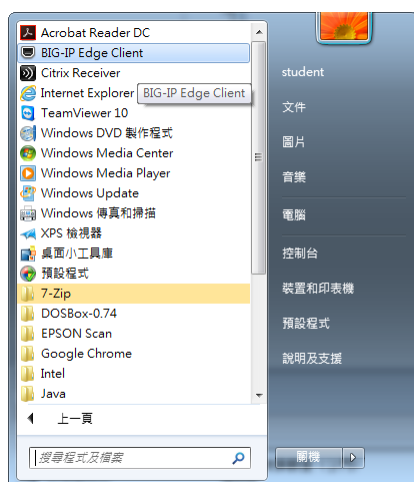 Acrobat Reader DC
BIG-IP Edge Client
Citrix Receiver
Internet Explorer
BIG-IP Edge Client
TeamViewer 10
Windows DVD 製作程式
Windows Media Center
Windows Media Player
Windows Update
Windows 傳真和掃描
XPS 檢視器
桌面小工具庫
預設程式
7-Zip
DOSBox-0.74
EPSON Scan
Google Chrome
Intel
Java
上一頁
搜尋程式及檔案
student
文件
圖片
音樂
電腦
控制台
裝置和印表機
預設程式
說明及支援
關機